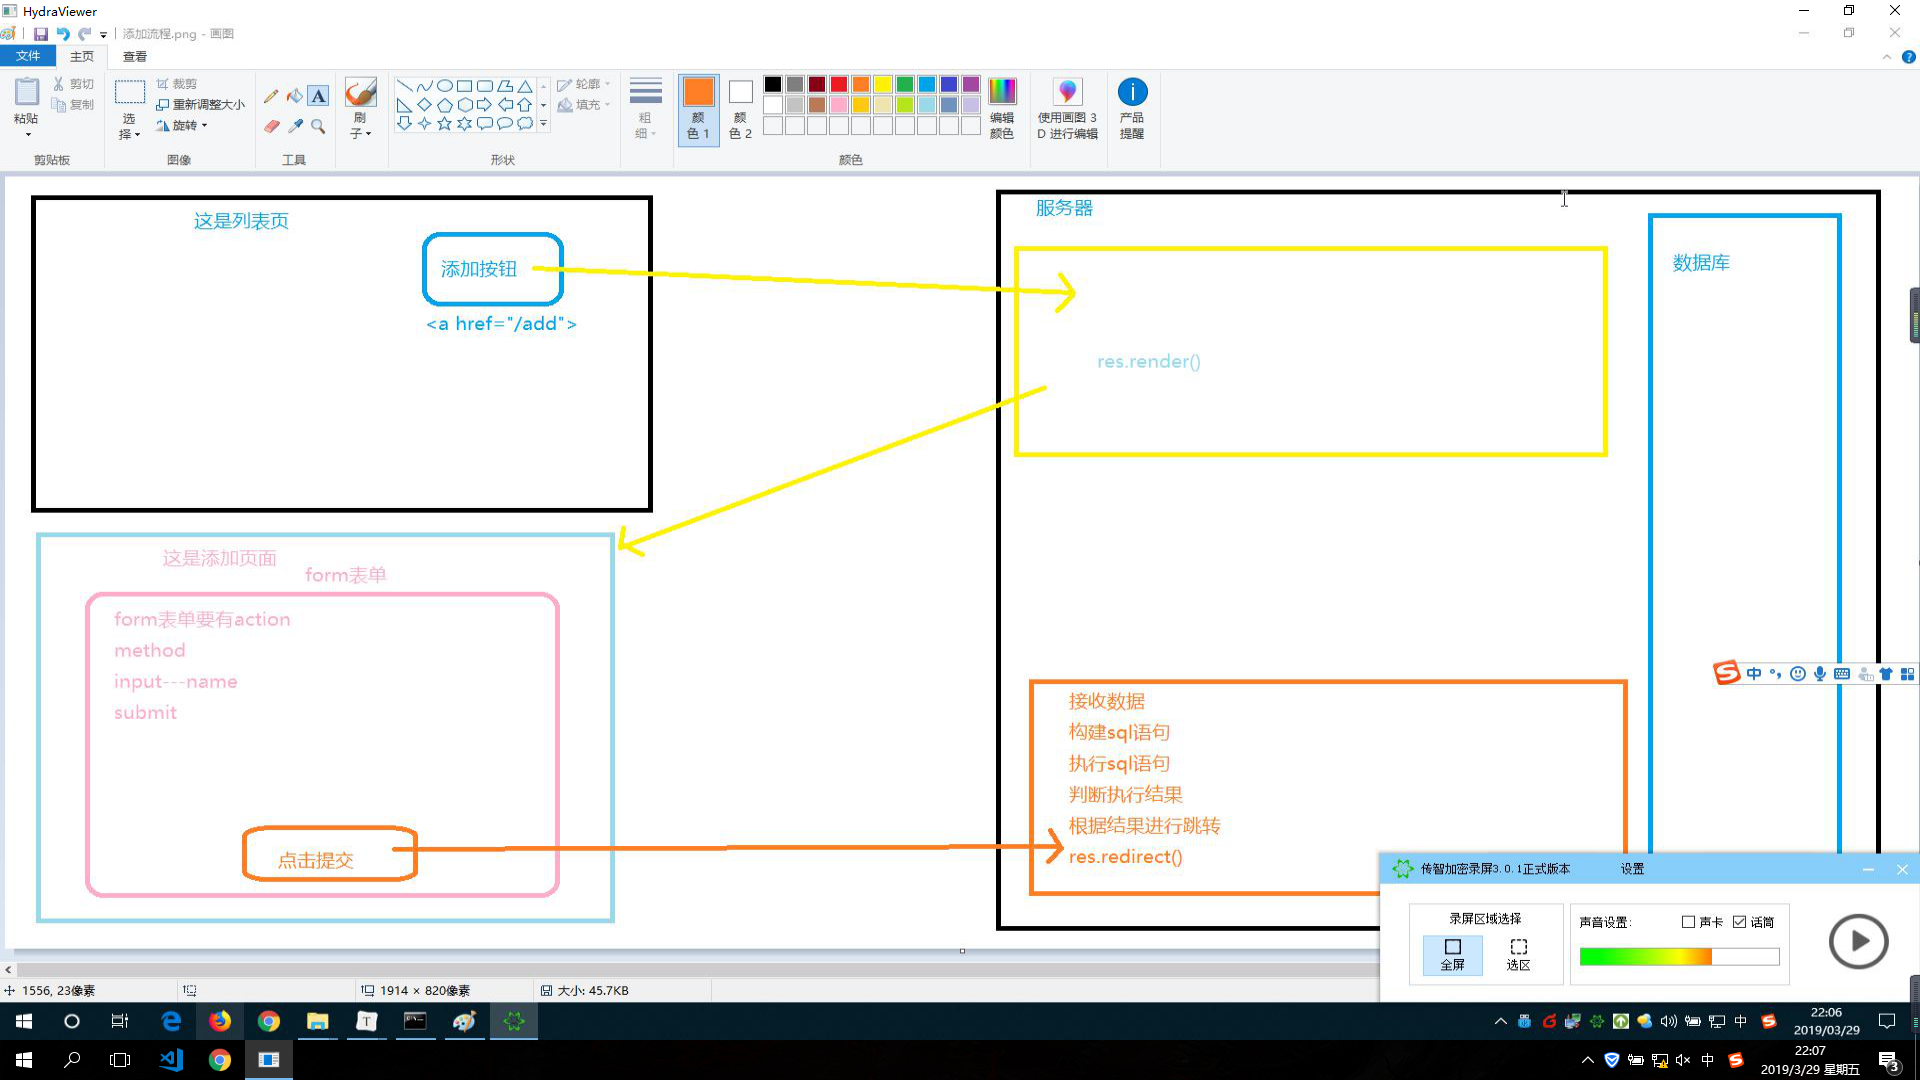 HydraViewer
添加流程.png - 画图
文件
主页
查看
粘贴
剪切
复制
剪贴板
选择
裁剪
重新调整大小
旋转
图像
A
工具
刷子
形状
轮廓
填充
粗细
颜色 1
颜色 2
颜色
编辑颜色
使用画图 3D 进行编辑
产品提醒
这是列表页
添加按钮
<a href="/add">
服务器
数据库
res.render()
这是添加页面
form表单
form表单要有action
method
input---name
submit
点击提交
接收数据
构建sql语句
执行sql语句
判断执行结果
根据结果进行跳转
res.redirect()
中
传智加密录屏3.0.1正式版本
设置
录屏区域选择
全屏
选区
声音设置:
声卡
话筒
1556, 23像素
1914 × 820像素
大小: 45.7KB
中
22:06
2019/03/29
中
22:07
2019/3/29 星期五
3